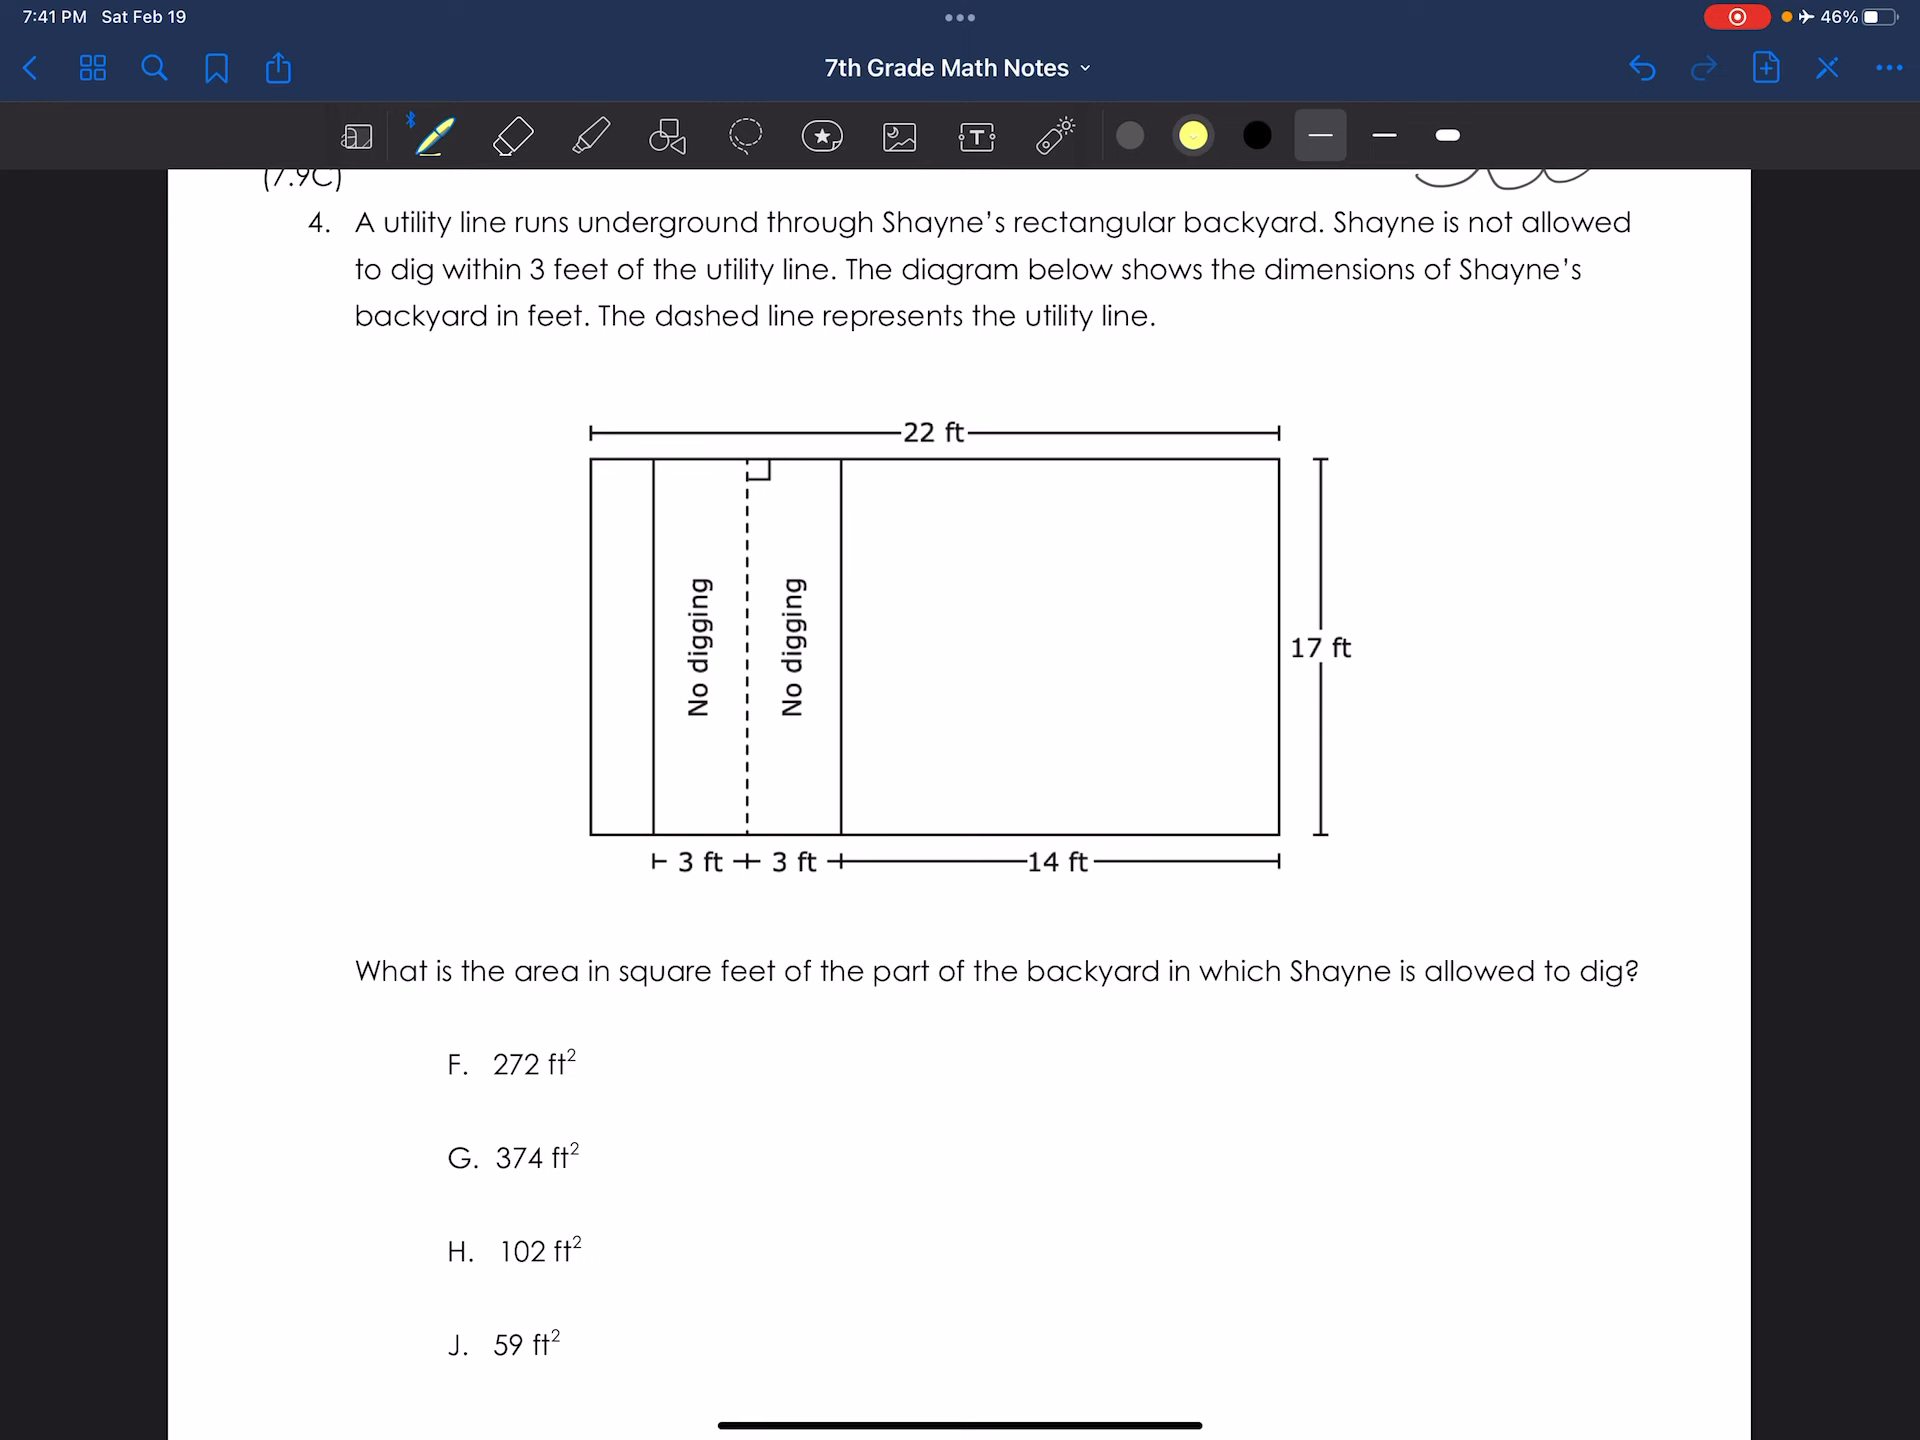 7:41 PM Sat Feb 19
46%
7th Grade Math Notes
(7.9C)
4. A utility line runs underground through Shayne's rectangular backyard. Shayne is not allowed
to dig within 3 feet of the utility line. The diagram below shows the dimensions of Shayne's
backyard in feet. The dashed line represents the utility line.
22 ft
No digging
No digging
17 ft
3 ft
3 ft
14 ft
What is the area in square feet of the part of the backyard in which Shayne is allowed to dig?
F. 272 ft²
G. 374 ft²
H. 102 ft²
J. 59 ft²